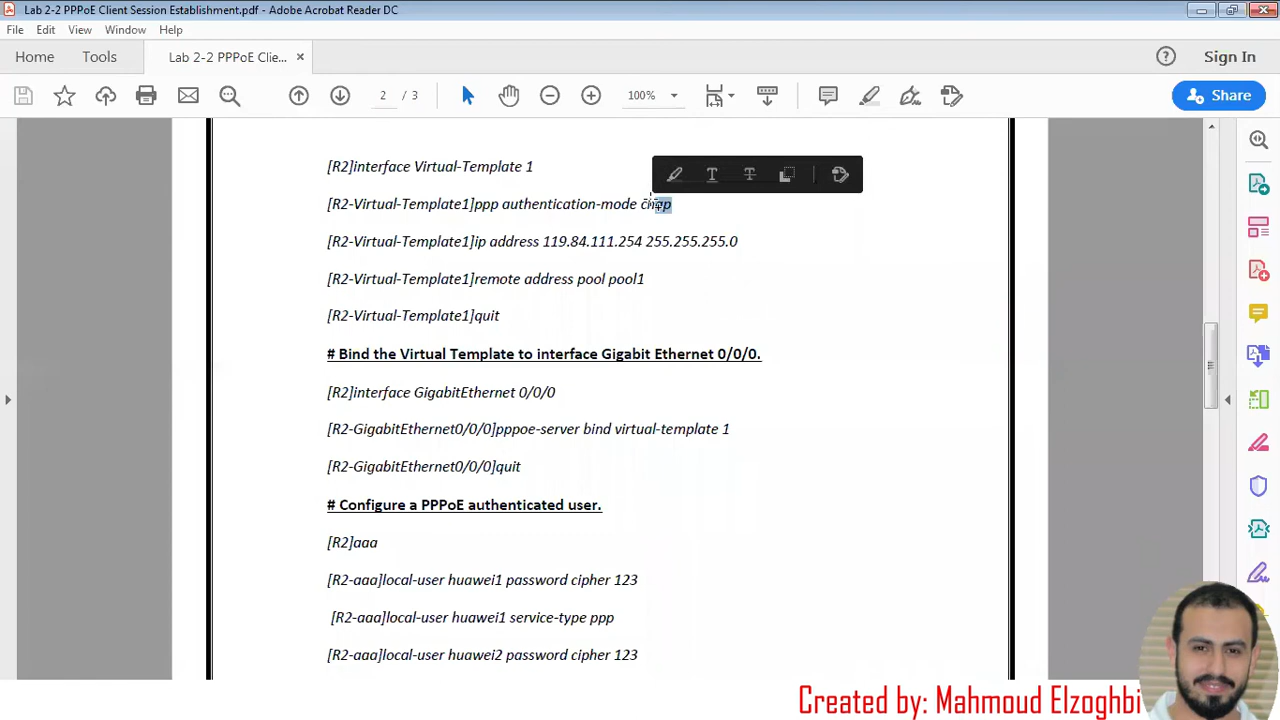 Lab 2-2 PPPoE Client Session Establishment.pdf - Adobe Acrobat Reader DC
File Edit View Window Help
Home Tools Lab 2-2 PPPoE Clie... Sign In
2 / 3 100% Share
[R2]interface Virtual-Template 1
[R2-Virtual-Template1]ppp authentication-mode chap
[R2-Virtual-Template1]ip address 119.84.111.254 255.255.255.0
[R2-Virtual-Template1]remote address pool pool1
[R2-Virtual-Template1]quit
# Bind the Virtual Template to interface Gigabit Ethernet 0/0/0.
[R2]interface GigabitEthernet 0/0/0
[R2-GigabitEthernet0/0/0]pppoe-server bind virtual-template 1
[R2-GigabitEthernet0/0/0]quit
# Configure a PPPoE authenticated user.
[R2]aaa
[R2-aaa]local-user huawei1 password cipher 123
[R2-aaa]local-user huawei1 service-type ppp
[R2-aaa]local-user huawei2 password cipher 123
Created by: Mahmoud Elzoghbi